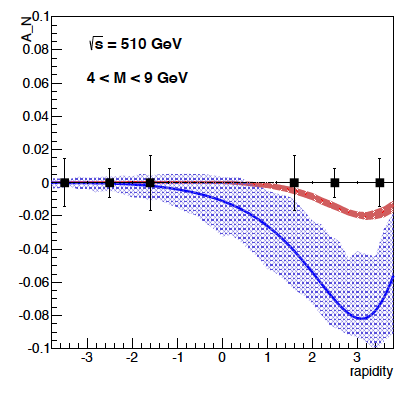 A_N
0.1
√s = 510 GeV
0.08
4 < M < 9 GeV
0.06
0.04
0.02
0
-0.02
-0.04
-0.06
-0.08
-0.1
-3 -2 -1 0 1 2 3
rapidity